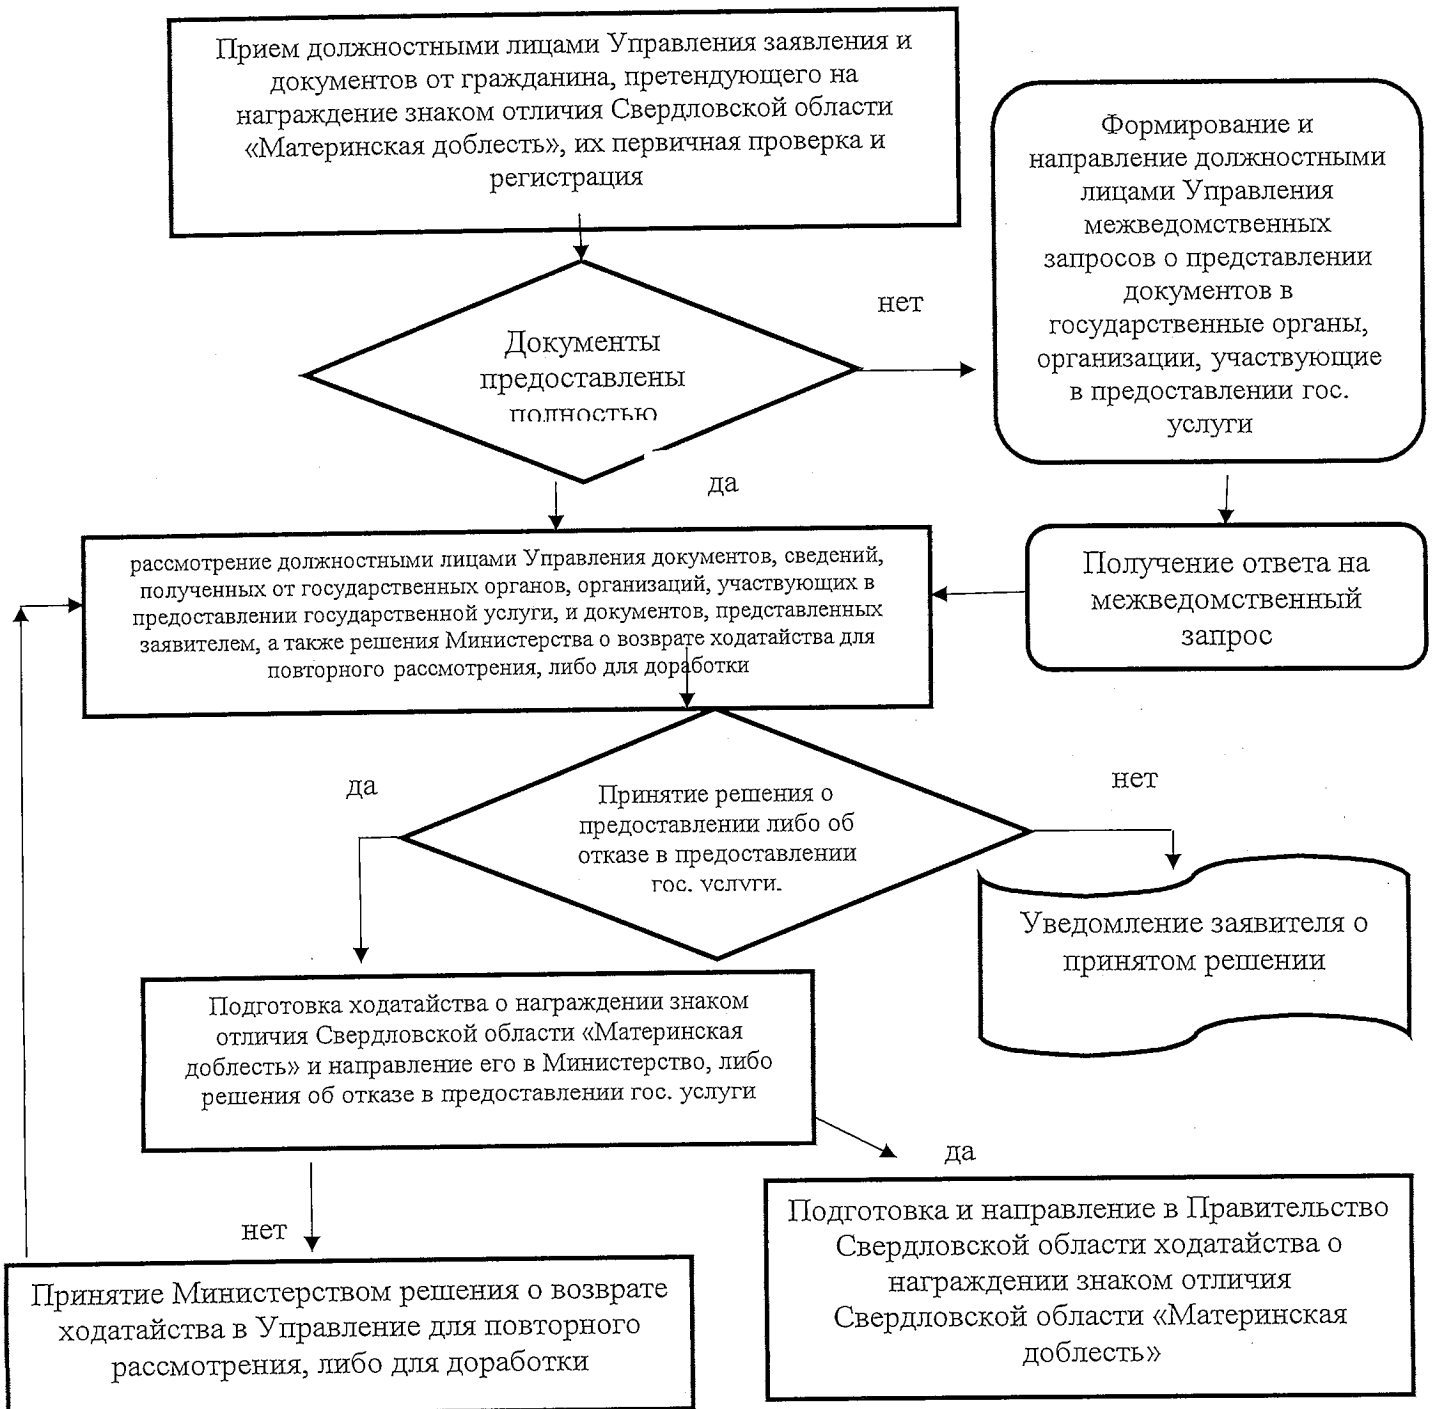 Прием должностными лицами Управления заявления и
документов от гражданина, претендующего на
награждение знаком отличия Свердловской области
«Материнская доблесть», их первичная проверка и
регистрация
Формирование и
направление должностными
лицами Управления
межведомственных
запросов о представлении
документов в
государственные органы,
организации, участвующие
в предоставлении гос.
услуги
нет
Документы
предоставлены
полностью
да
рассмотрение должностными лицами Управления документов, сведений,
полученных от государственных органов, организаций, участвующих в
предоставлении государственной услуги, и документов, представленных
заявителем, а также решения Министерства о возврате ходатайства для
повторного рассмотрения, либо для доработки
Получение ответа на
межведомственный
запрос
да
нет
Принятие решения о
предоставлении либо об
отказе в предоставлении
гос. услуги.
Уведомление заявителя о
принятом решении
Подготовка ходатайства о награждении знаком
отличия Свердловской области «Материнская
доблесть» и направление его в Министерство, либо
решения об отказе в предоставлении гос. услуги
да
нет
Подготовка и направление в Правительство
Свердловской области ходатайства о
награждении знаком отличия
Свердловской области «Материнская
доблесть»
Принятие Министерством решения о возврате
ходатайства в Управление для повторного
рассмотрения, либо для доработки